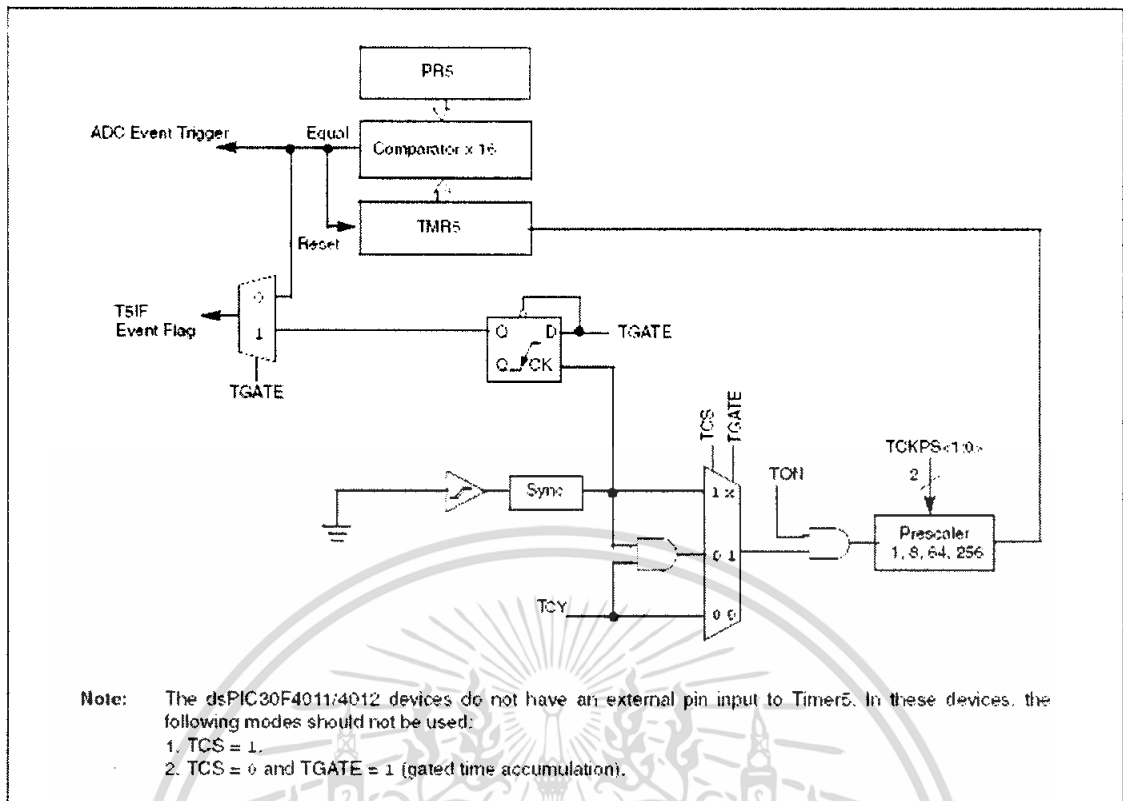 PR5
ADC Event Trigger
Equal
Comparator x 16
TMR5
Reset
0
T5IF
Event Flag
1
Q D
TGATE
Q CK
TGATE
TCS
TGATE
TCKPS<1:0>
TON
2
Sync
1 x
Prescaler
1, 8, 64, 256
0 1
TCY
0 0
Note: The dsPIC30F4011/4012 devices do not have an external pin input to Timer5. In these devices, the
following modes should not be used:
1. TCS = 1.
2. TCS = 0 and TGATE = 1 (gated time accumulation).